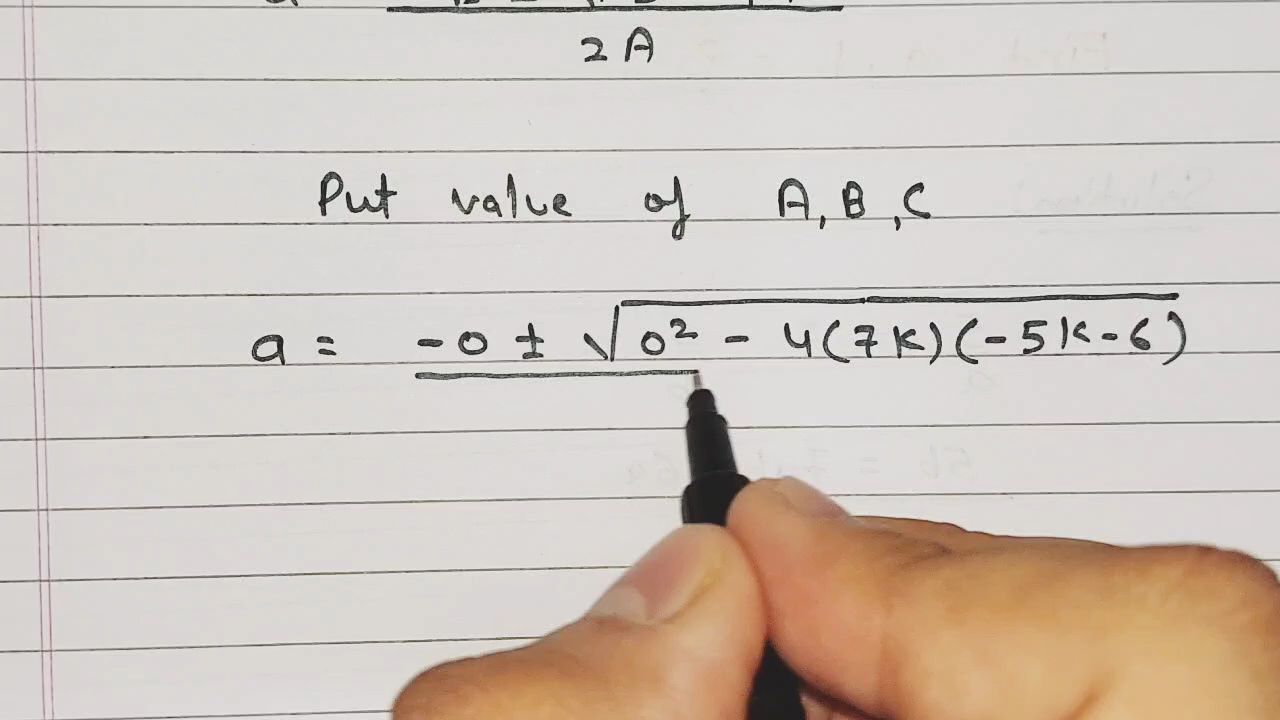 2A
Put value of A, B, C
a = -0 ± √0² - 4(7K)(-5K-6)